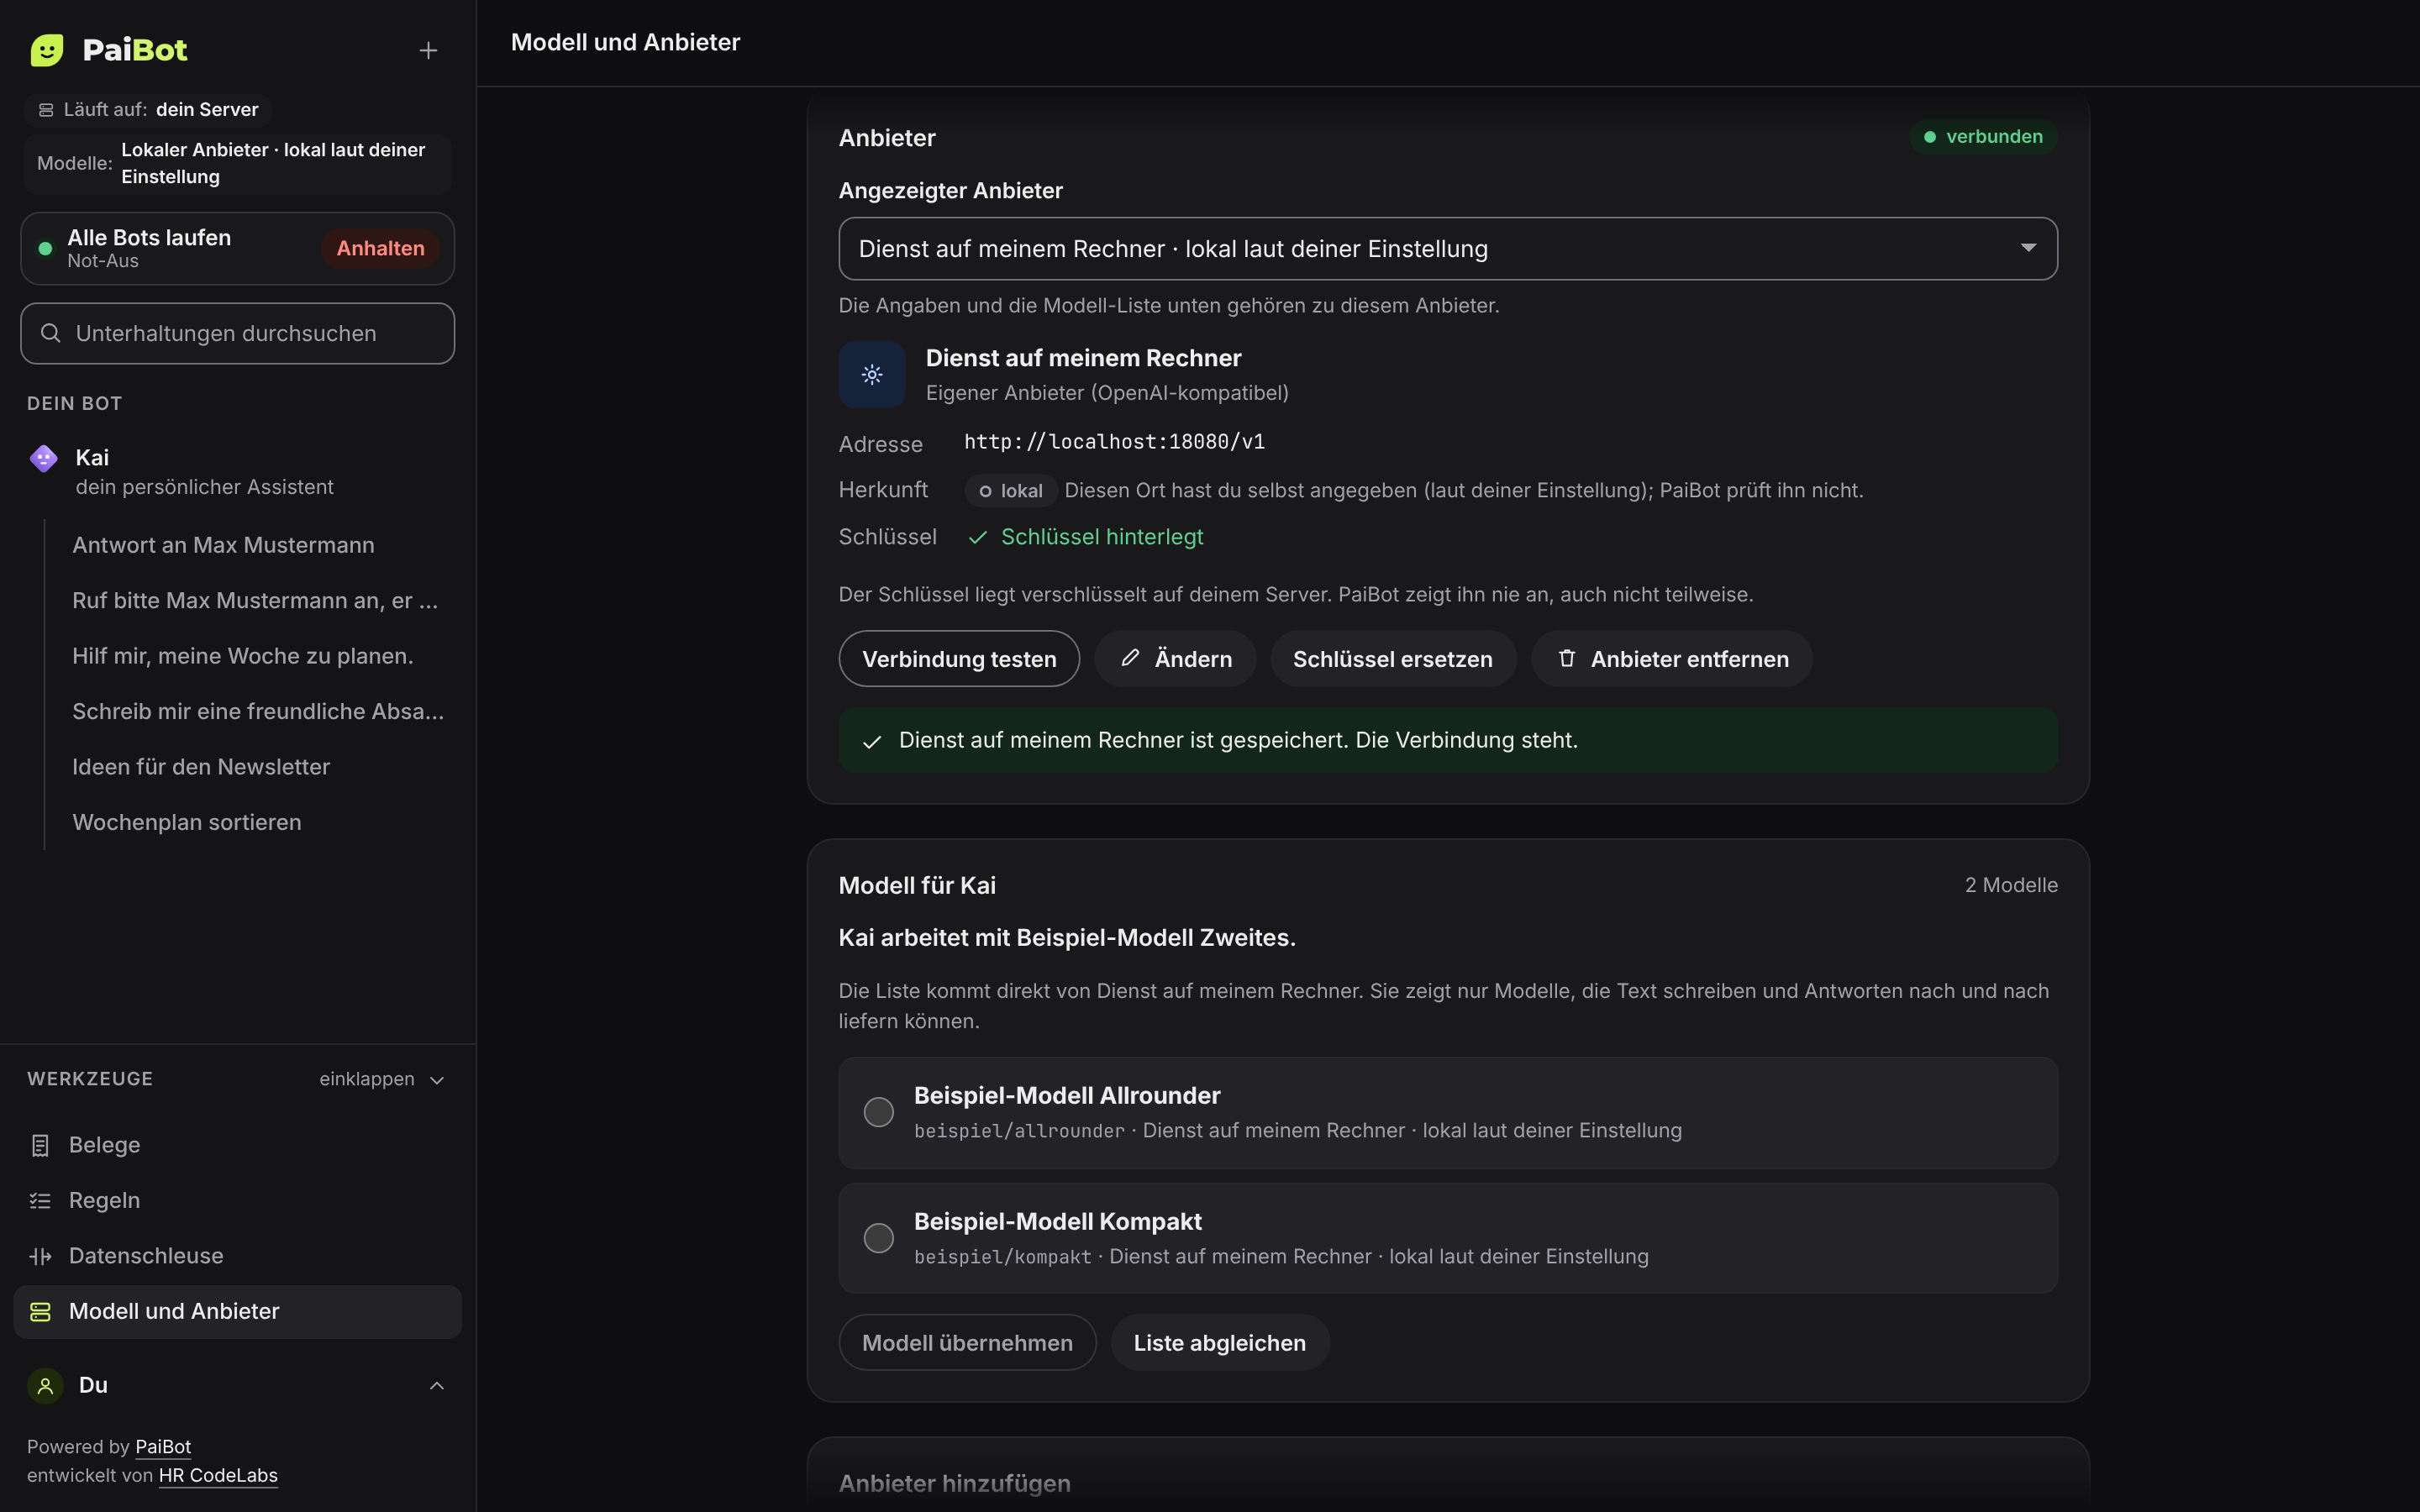 PaiBot
Läuft auf: dein Server
Modelle: Lokaler Anbieter · lokal laut deiner
Einstellung
Alle Bots laufen
Not-Aus
Anhalten
Unterhaltungen durchsuchen
DEIN BOT
Kai
dein persönlicher Assistent
Antwort an Max Mustermann
Ruf bitte Max Mustermann an, er ...
Hilf mir, meine Woche zu planen.
Schreib mir eine freundliche Absa...
Ideen für den Newsletter
Wochenplan sortieren
WERKZEUGE
einklappen
Belege
Regeln
Datenschleuse
Modell und Anbieter
Du
Powered by PaiBot
entwickelt von HR CodeLabs
Modell und Anbieter
Anbieter
verbunden
Angezeigter Anbieter
Dienst auf meinem Rechner · lokal laut deiner Einstellung
Die Angaben und die Modell-Liste unten gehören zu diesem Anbieter.
Dienst auf meinem Rechner
Eigener Anbieter (OpenAI-kompatibel)
Adresse http://localhost:18080/v1
Herkunft lokal Diesen Ort hast du selbst angegeben (laut deiner Einstellung); PaiBot prüft ihn nicht.
Schlüssel Schlüssel hinterlegt
Der Schlüssel liegt verschlüsselt auf deinem Server. PaiBot zeigt ihn nie an, auch nicht teilweise.
Verbindung testen Ändern Schlüssel ersetzen Anbieter entfernen
Dienst auf meinem Rechner ist gespeichert. Die Verbindung steht.
Modell für Kai
2 Modelle
Kai arbeitet mit Beispiel-Modell Zweites.
Die Liste kommt direkt von Dienst auf meinem Rechner. Sie zeigt nur Modelle, die Text schreiben und Antworten nach und nach
liefern können.
Beispiel-Modell Allrounder
beispiel/allrounder · Dienst auf meinem Rechner · lokal laut deiner Einstellung
Beispiel-Modell Kompakt
beispiel/kompakt · Dienst auf meinem Rechner · lokal laut deiner Einstellung
Modell übernehmen Liste abgleichen
Anbieter hinzufügen